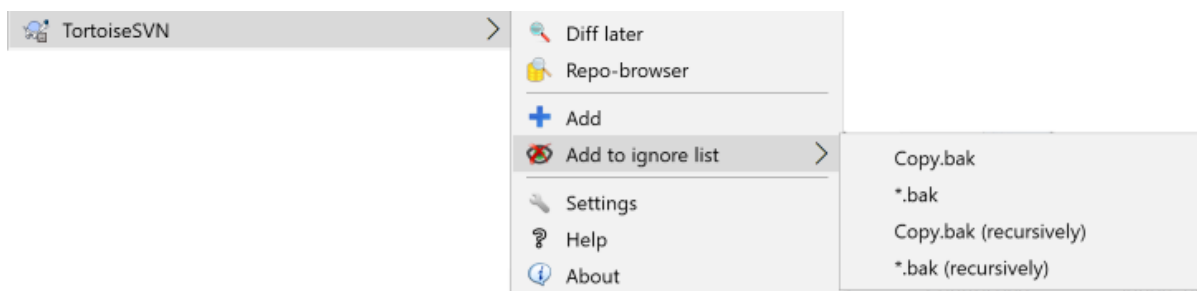 TortoiseSVN
Diff later
Repo-browser
Add
Add to ignore list
Settings
Help
About
Copy.bak
*.bak
Copy.bak (recursively)
*.bak (recursively)